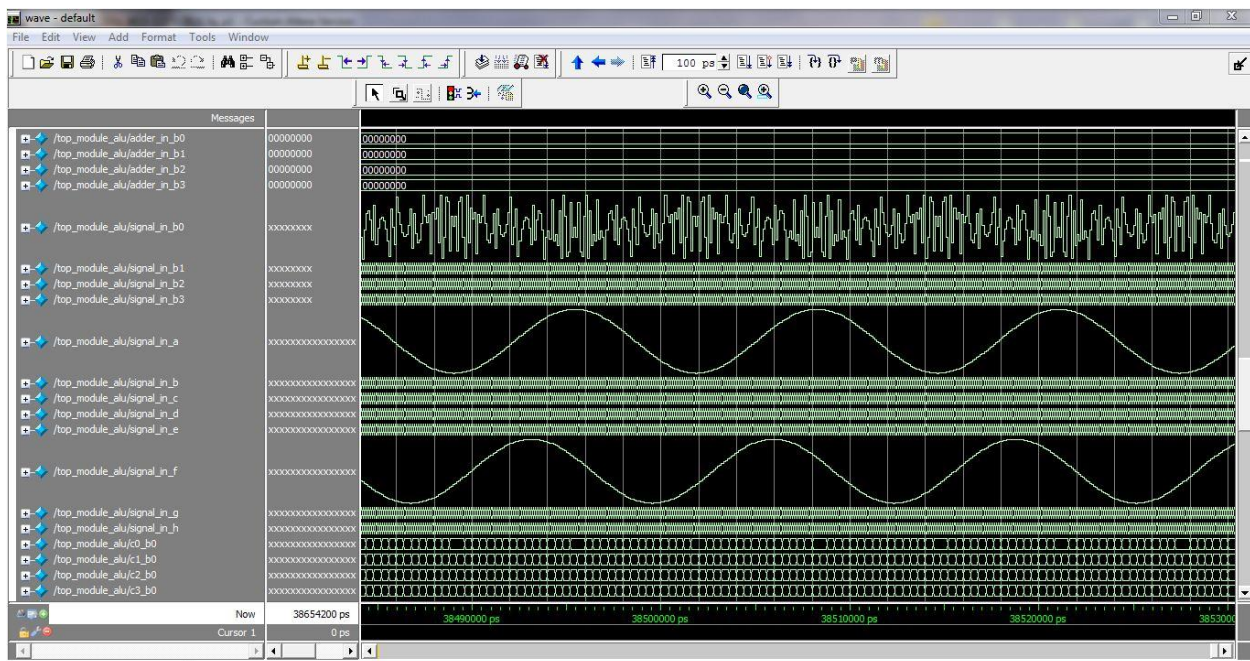 wave - default
File Edit View Add Format Tools Window
100 ps
Messages
/top_module_alu/adder_in_b0 00000000 00000000
/top_module_alu/adder_in_b1 00000000 00000000
/top_module_alu/adder_in_b2 00000000 00000000
/top_module_alu/adder_in_b3 00000000 00000000
/top_module_alu/signal_in_b0 xxxxxxxx
/top_module_alu/signal_in_b1 xxxxxxxx
/top_module_alu/signal_in_b2 xxxxxxxx
/top_module_alu/signal_in_b3 xxxxxxxx
/top_module_alu/signal_in_a xxxxxxxxxxxxxxxx
/top_module_alu/signal_in_b xxxxxxxxxxxxxxxx
/top_module_alu/signal_in_c xxxxxxxxxxxxxxxx
/top_module_alu/signal_in_d xxxxxxxxxxxxxxxx
/top_module_alu/signal_in_e xxxxxxxxxxxxxxxx
/top_module_alu/signal_in_f xxxxxxxxxxxxxxxx
/top_module_alu/signal_in_g xxxxxxxxxxxxxxxx
/top_module_alu/signal_in_h xxxxxxxxxxxxxxxx
/top_module_alu/c0_b0 xxxxxxxxxxxxxxxx
/top_module_alu/c1_b0 xxxxxxxxxxxxxxxx
/top_module_alu/c2_b0 xxxxxxxxxxxxxxxx
/top_module_alu/c3_b0 xxxxxxxxxxxxxxxx
Now 38654200 ps 38490000 ps 38500000 ps 38510000 ps 38520000 ps 3853000
Cursor 1 0 ps